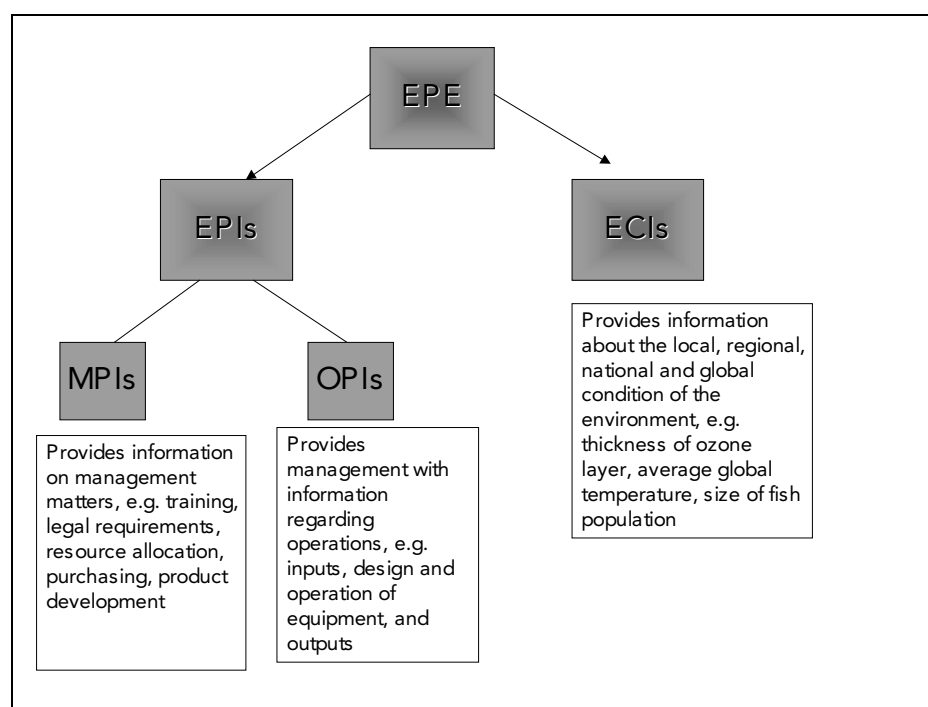 EPE
EPIs
ECIs
MPIs
OPIs
Provides information
on management
matters, e.g. training,
legal requirements,
resource allocation,
purchasing, product
development
Provides
management with
information
regarding
operations, e.g.
inputs, design and
operation of
equipment, and
outputs
Provides information
about the local, regional,
national and global
condition of the
environment, e.g.
thickness of ozone
layer, average global
temperature, size of fish
population